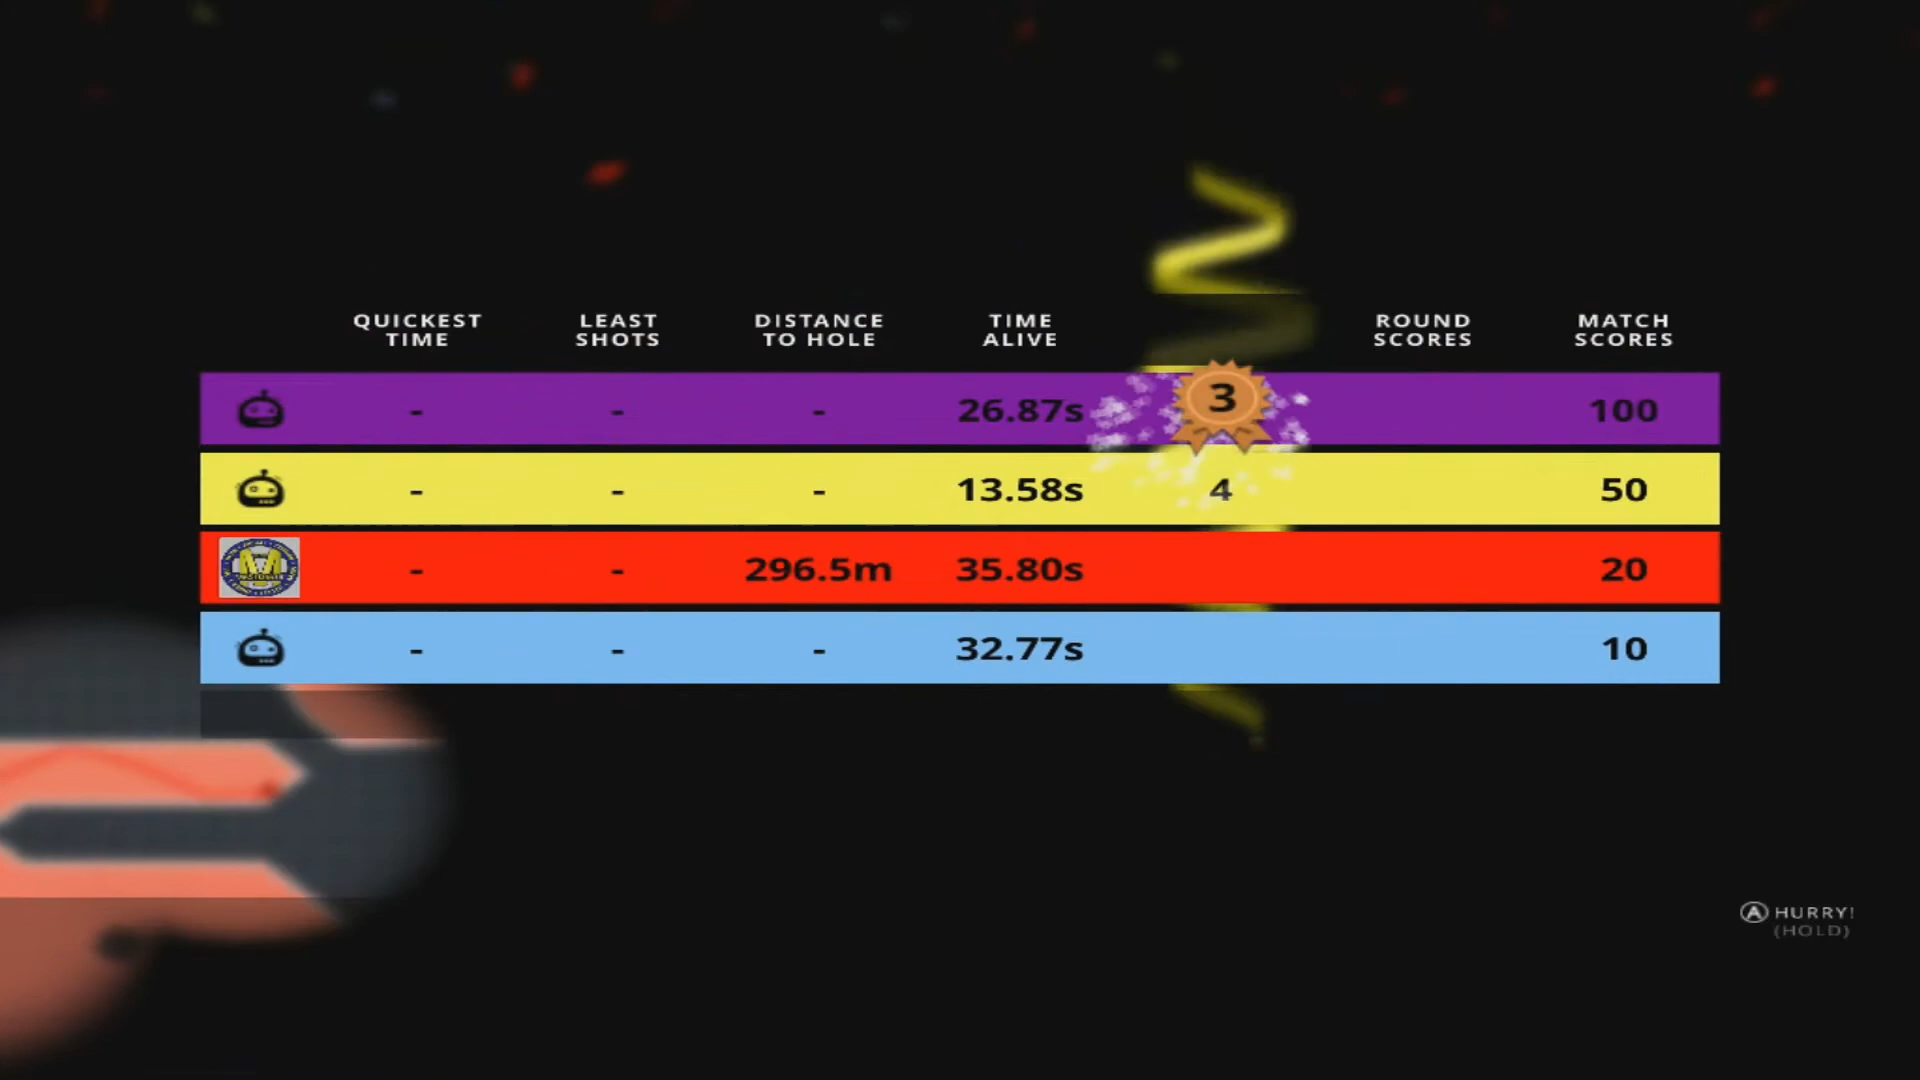 QUICKEST TIME LEAST SHOTS DISTANCE TO HOLE TIME ALIVE ROUND SCORES MATCH SCORES
- - - 26.87s 3 100
- - - 13.58s 4 50
M - - 296.5m 35.80s 20
- - - 32.77s 10
A HURRY!
(HOLD)